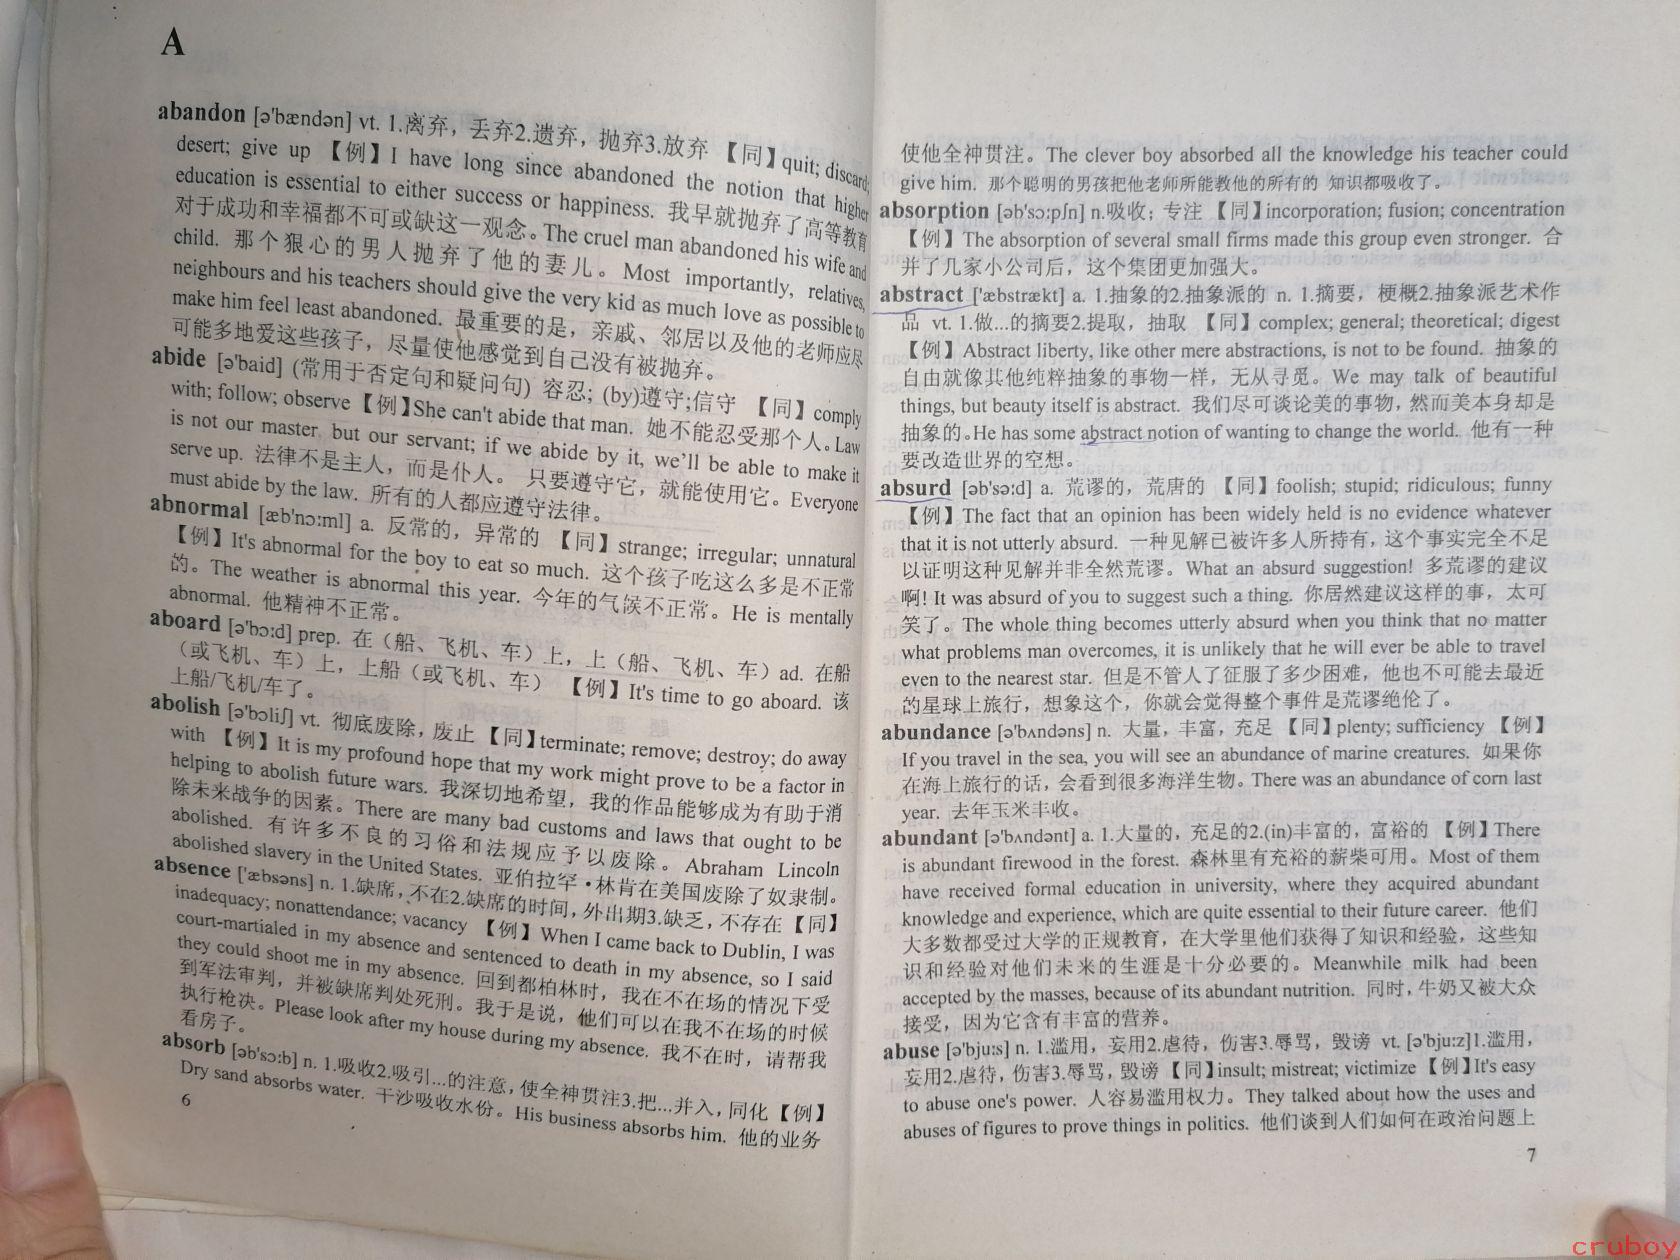 A
abandon [ə'bændən] vt. 1.离弃，丢弃2.遗弃，抛弃3.放弃 【同】quit; discard;
desert; give up 【例】I have long since abandoned the notion that higher
education is essential to either success or happiness. 我早就抛弃了高等教育
对于成功和幸福都不可或缺这一观念。The cruel man abandoned his wife and
child. 那个狠心的男人抛弃了他的妻儿。Most importantly, relatives,
neighbours and his teachers should give the very kid as much love as possible to
make him feel least abandoned. 最重要的是，亲戚、邻居以及他的老师应尽
可能多地爱这些孩子，尽量使他感觉到自己没有被抛弃。
abide [ə'baid] (常用于否定句和疑问句) 容忍; (by)遵守;信守 【同】comply
with; follow; observe【例】She can't abide that man. 她不能忍受那个人。Law
is not our master, but our servant; if we abide by it, we'll be able to make it
serve up. 法律不是主人，而是仆人。 只要遵守它，就能使用它。Everyone
must abide by the law. 所有的人都应遵守法律。
abnormal [æb'nɔ:ml] a. 反常的，异常的 【同】strange; irregular; unnatural
【例】It's abnormal for the boy to eat so much. 这个孩子吃这么多是不正常
的。The weather is abnormal this year. 今年的气候不正常。He is mentally
abnormal. 他精神不正常。
aboard [ə'bɔ:d] prep. 在（船、飞机、车）上，上（船、飞机、车）ad. 在船
（或飞机、车）上，上船（或飞机、车） 【例】It's time to go aboard. 该
上船/飞机/车了。
abolish [ə'bɔliʃ] vt. 彻底废除，废止【同】terminate; remove; destroy; do away
with 【例】It is my profound hope that my work might prove to be a factor in
helping to abolish future wars. 我深切地希望，我的作品能够成为有助于消
除未来战争的因素。There are many bad customs and laws that ought to be
abolished. 有许多不良的习俗和法规应予以废除。Abraham Lincoln
abolished slavery in the United States. 亚伯拉罕·林肯在美国废除了奴隶制。
absence ['æbsəns] n. 1.缺席，不在2.缺席的时间，外出期3.缺乏，不存在【同】
inadequacy; nonattendance; vacancy 【例】When I came back to Dublin, I was
court-martialed in my absence and sentenced to death in my absence, so I said
they could shoot me in my absence. 回到都柏林时，我在不在场的情况下受
到军法审判，并被缺席判处死刑。我于是说，他们可以在我不在场的时候
执行枪决。Please look after my house during my absence. 我不在时，请帮我
看房子。
absorb [əb'sɔ:b] n. 1.吸收2.吸引...的注意，使全神贯注3.把...并入，同化【例】
Dry sand absorbs water. 干沙吸收水份。His business absorbs him. 他的业务
6
使他全神贯注。The clever boy absorbed all the knowledge his teacher could
give him. 那个聪明的男孩把他老师所能教他的所有的 知识都吸收了。
absorption [əb'sɔ:pʃn] n.吸收；专注 【同】incorporation; fusion; concentration
【例】The absorption of several small firms made this group even stronger. 合
并了几家小公司后，这个集团更加强大。
abstract ['æbstrækt] a. 1.抽象的2.抽象派的 n. 1.摘要，梗概2.抽象派艺术作
品 vt. 1.做...的摘要2.提取，抽取 【同】complex; general; theoretical; digest
【例】Abstract liberty, like other mere abstractions, is not to be found. 抽象的
自由就像其他纯粹抽象的事物一样，无从寻觅。We may talk of beautiful
things, but beauty itself is abstract. 我们尽可谈论美的事物，然而美本身却是
抽象的。He has some abstract notion of wanting to change the world. 他有一种
要改造世界的空想。
absurd [əb'sə:d] a. 荒谬的，荒唐的 【同】foolish; stupid; ridiculous; funny
【例】The fact that an opinion has been widely held is no evidence whatever
that it is not utterly absurd. 一种见解已被许多人所持有，这个事实完全不足
以证明这种见解并非全然荒谬。What an absurd suggestion! 多荒谬的建议
啊! It was absurd of you to suggest such a thing. 你居然建议这样的事，太可
笑了。The whole thing becomes utterly absurd when you think that no matter
what problems man overcomes, it is unlikely that he will ever be able to travel
even to the nearest star. 但是不管人了征服了多少困难，他也不可能去最近
的星球上旅行，想象这个，你就会觉得整个事件是荒谬绝伦了。
abundance [ə'bʌndəns] n. 大量，丰富，充足 【同】plenty; sufficiency 【例】
If you travel in the sea, you will see an abundance of marine creatures. 如果你
在海上旅行的话，会看到很多海洋生物。There was an abundance of corn last
year. 去年玉米丰收。
abundant [ə'bʌndənt] a. 1.大量的，充足的2.(in)丰富的，富裕的 【例】There
is abundant firewood in the forest. 森林里有充裕的薪柴可用。Most of them
have received formal education in university, where they acquired abundant
knowledge and experience, which are quite essential to their future career. 他们
大多数都受过大学的正规教育，在大学里他们获得了知识和经验，这些知
识和经验对他们未来的生涯是十分必要的。Meanwhile milk had been
accepted by the masses, because of its abundant nutrition. 同时，牛奶又被大众
接受，因为它含有丰富的营养。
abuse [ə'bju:s] n. 1.滥用，妄用2.虐待，伤害3.辱骂，毁谤 vt. [ə'bju:z]1.滥用，
妄用2.虐待，伤害3.辱骂，毁谤【同】insult; mistreat; victimize【例】It's easy
to abuse one's power. 人容易滥用权力。They talked about how the uses and
abuses of figures to prove things in politics. 他们谈到人们如何在政治问题上
7
cruboy